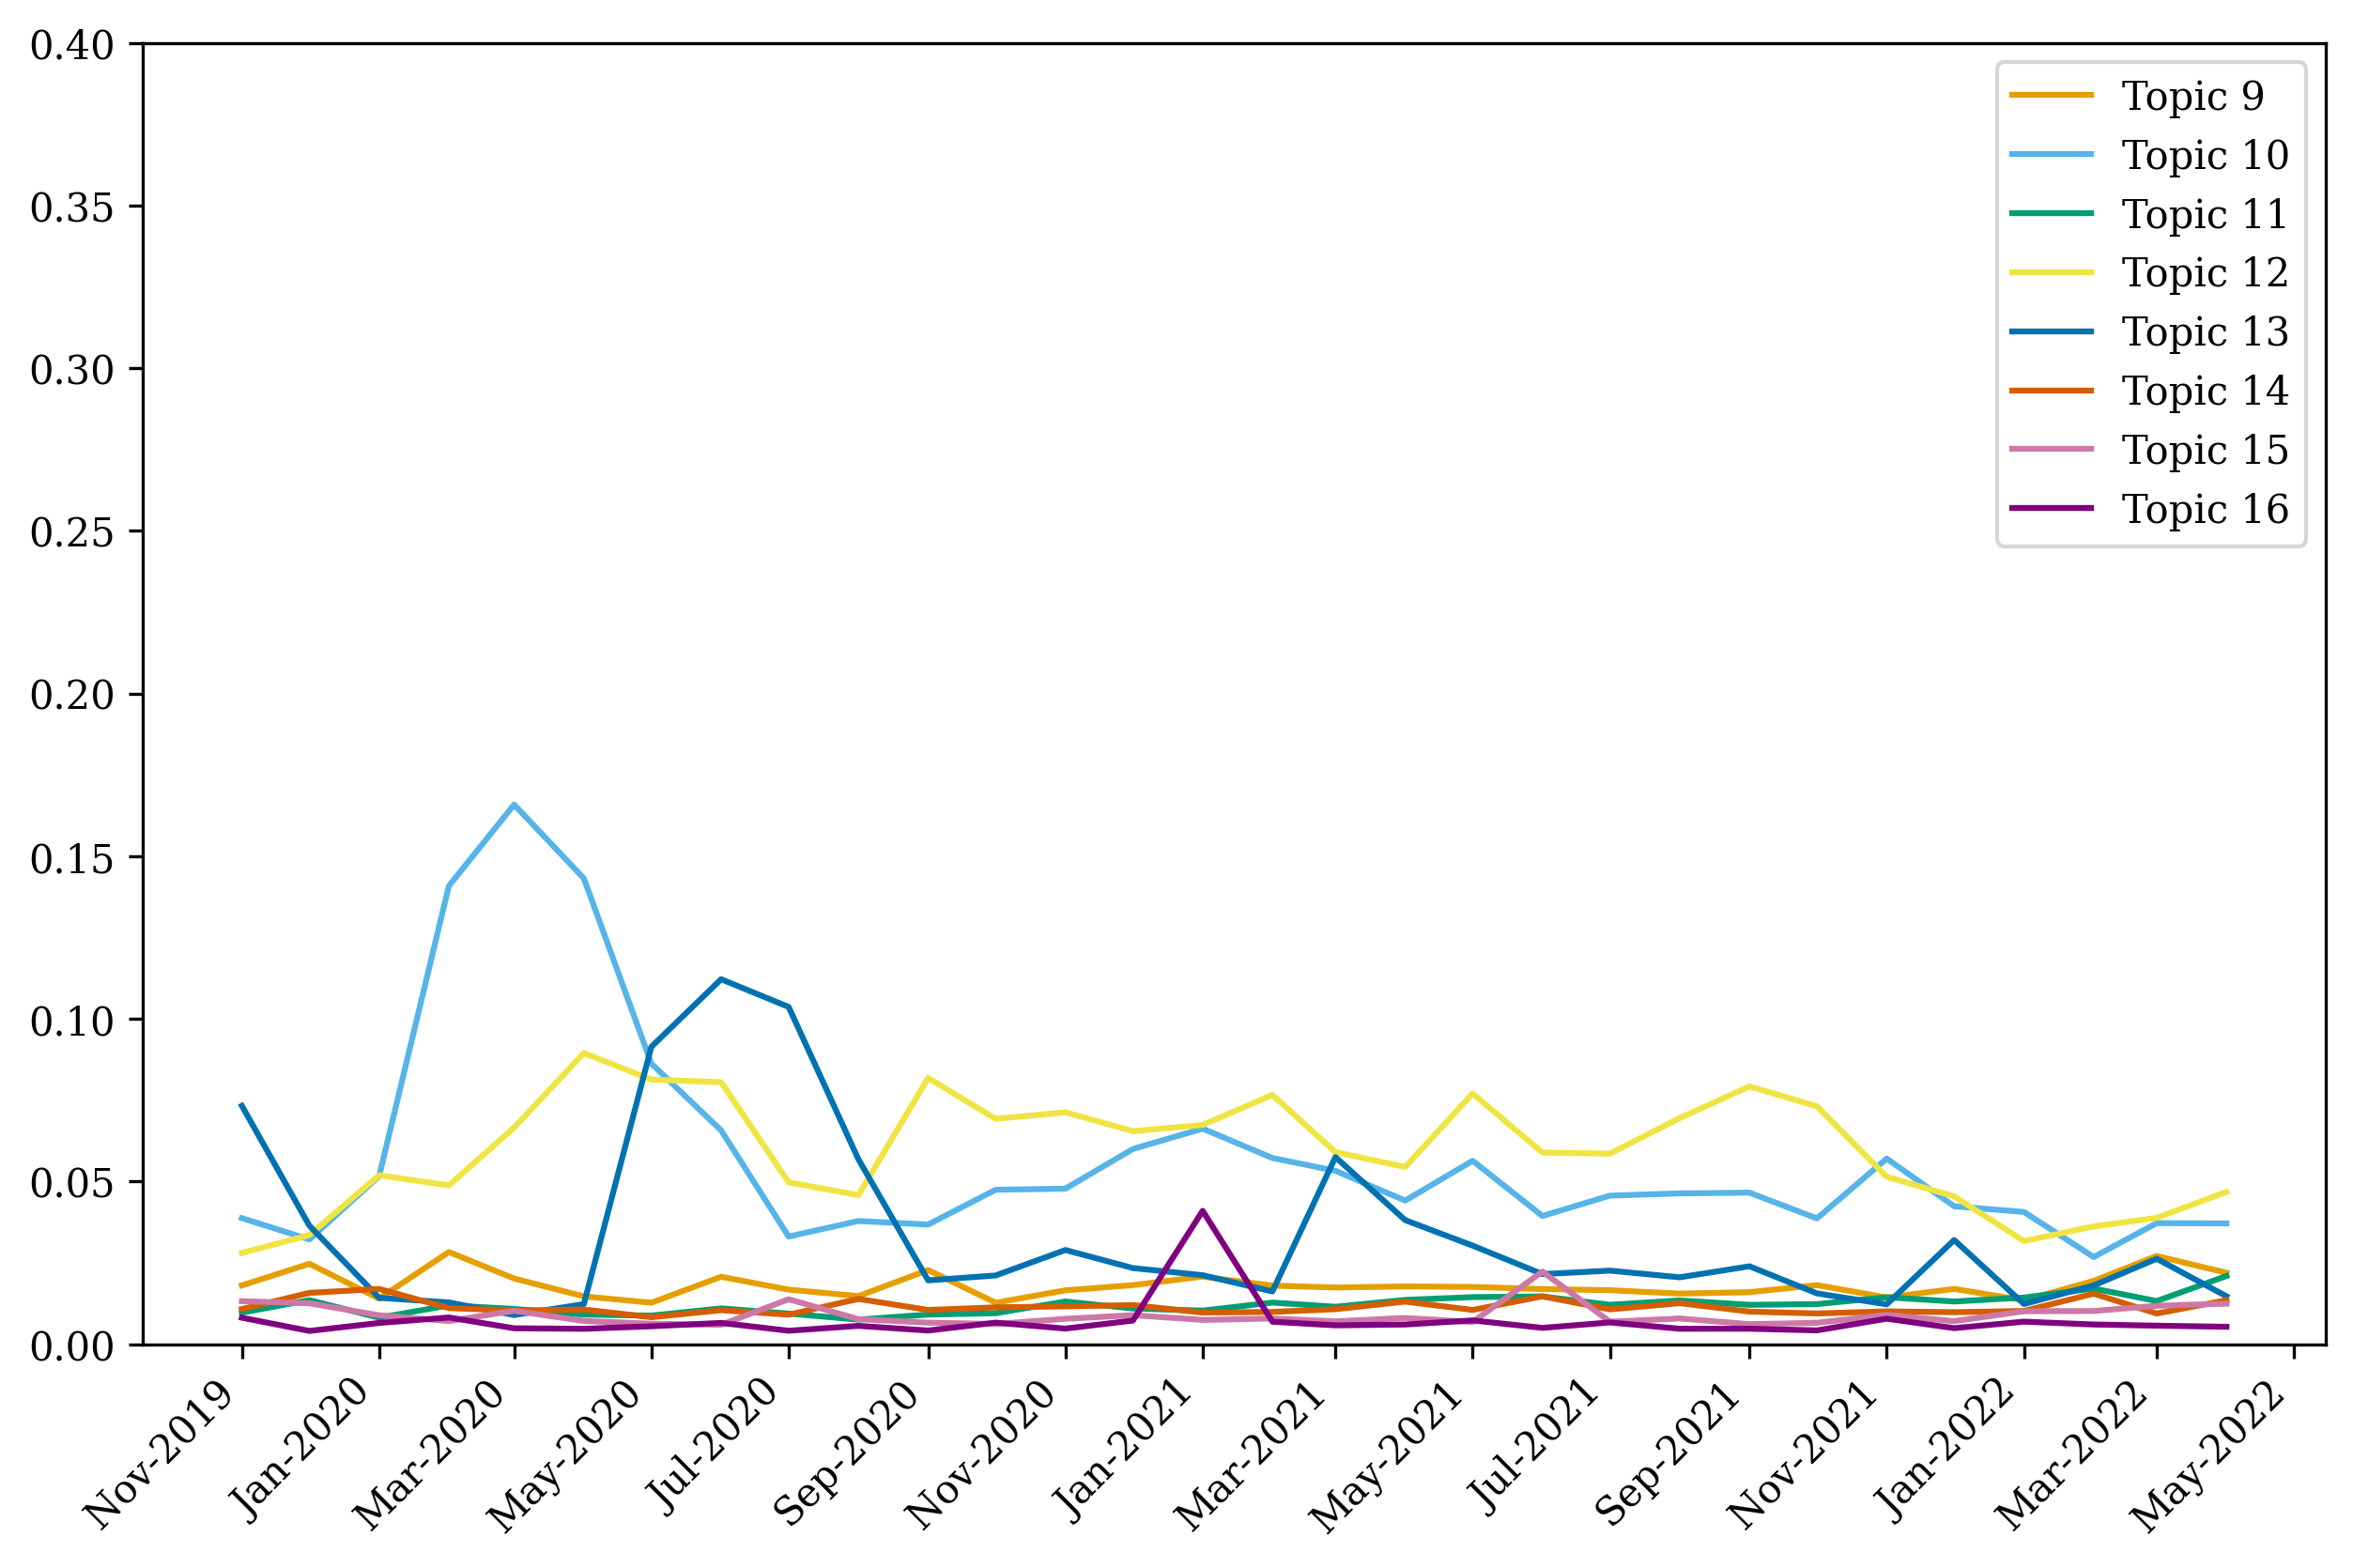 0.40
0.35
0.30
0.25
0.20
0.15
0.10
0.05
0.00
Topic 9
Topic 10
Topic 11
Topic 12
Topic 13
Topic 14
Topic 15
Topic 16
Nov-2019
Jan-2020
Mar-2020
May-2020
Jul-2020
Sep-2020
Nov-2020
Jan-2021
Mar-2021
May-2021
Jul-2021
Sep-2021
Nov-2021
Jan-2022
Mar-2022
May-2022